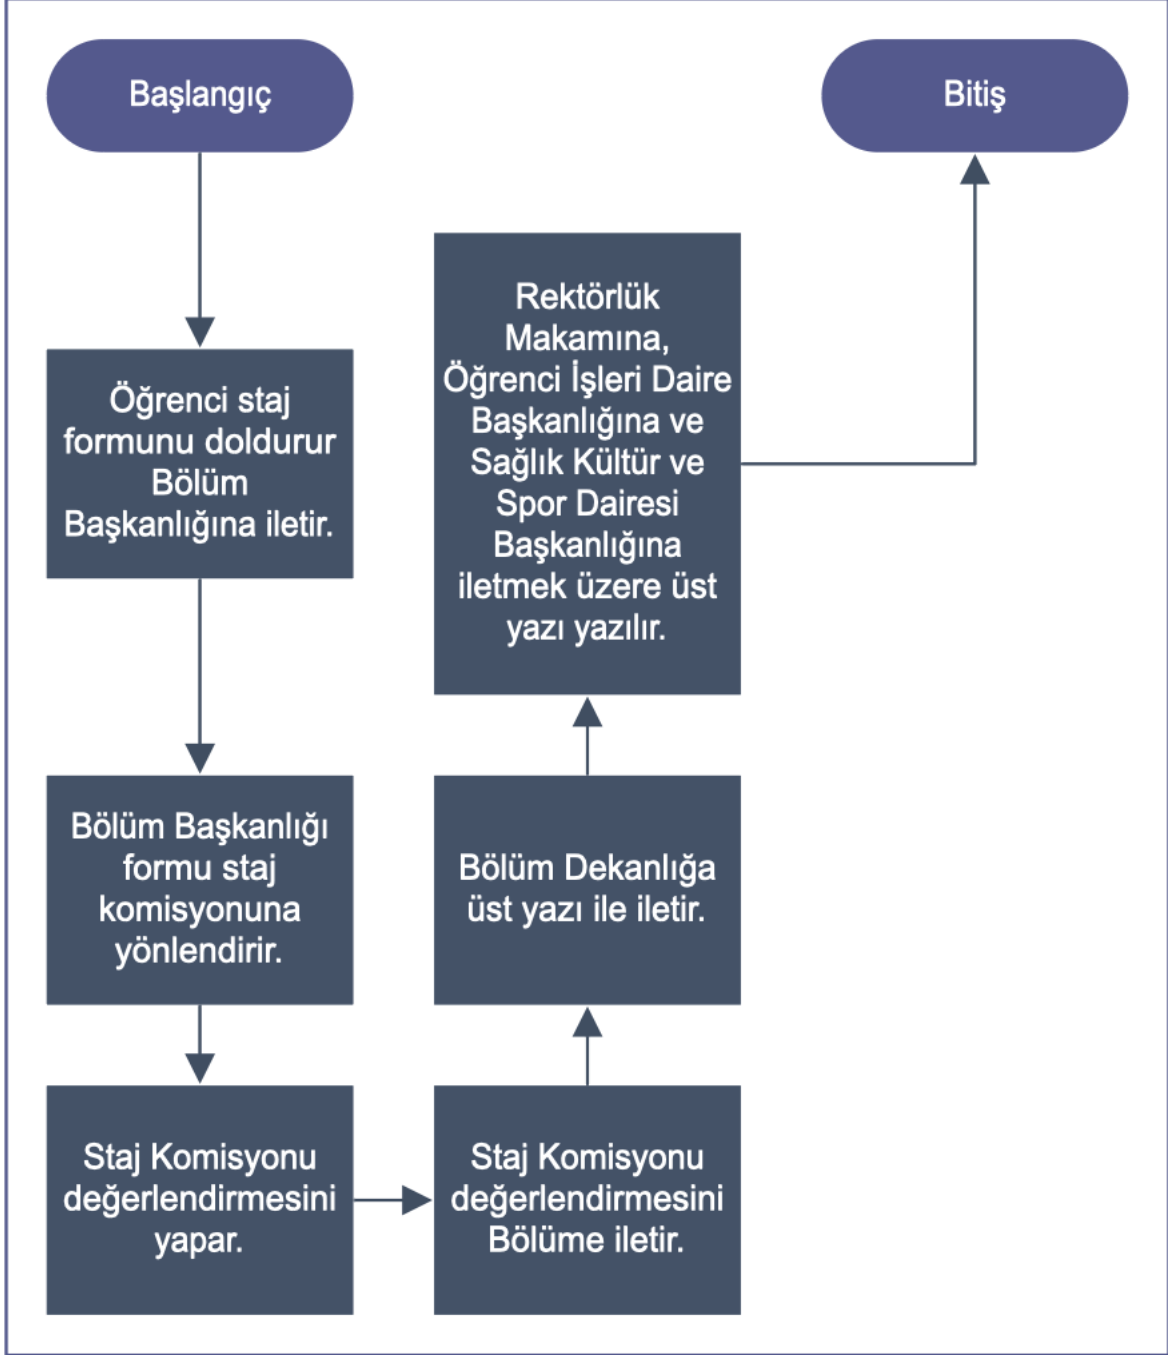 Başlangıç
Öğrenci staj
formunu doldurur
Bölüm
Başkanlığına iletir.
Bölüm Başkanlığı
formu staj
komisyonuna
yönlendirir.
Staj Komisyonu
değerlendirmesini
yapar.
Staj Komisyonu
değerlendirmesini
Bölüme iletir.
Bölüm Dekanlığa
üst yazı ile iletir.
Rektörlük
Makamına,
Öğrenci İşleri Daire
Başkanlığına ve
Sağlık Kültür ve
Spor Dairesi
Başkanlığına
iletmek üzere üst
yazı yazılır.
Bitiş